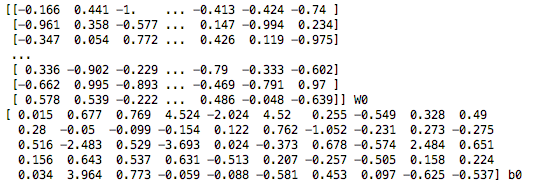 [[-0.166 0.441 -1. ... -0.413 -0.424 -0.74 ]
[-0.961 0.358 -0.577 ... 0.147 -0.994 0.234]
[-0.347 0.054 0.772 ... 0.426 0.119 -0.975]
...
[ 0.336 -0.902 -0.229 ... -0.79 -0.333 -0.602]
[-0.662 0.995 -0.893 ... -0.469 -0.791 0.97 ]
[ 0.578 0.539 -0.222 ... 0.486 -0.048 -0.639]] W0
[ 0.015 0.677 0.769 4.524 -2.024 4.52 0.255 -0.549 0.328 0.49
0.28 -0.05 -0.099 -0.154 0.122 0.762 -1.052 -0.231 0.273 -0.275
0.516 -2.483 0.529 -3.693 0.024 -0.373 0.678 -0.574 2.484 0.651
0.156 0.643 0.537 0.631 -0.513 0.207 -0.257 -0.505 0.158 0.224
0.034 3.964 0.773 -0.059 -0.088 -0.581 0.453 0.097 -0.625 -0.537] b0